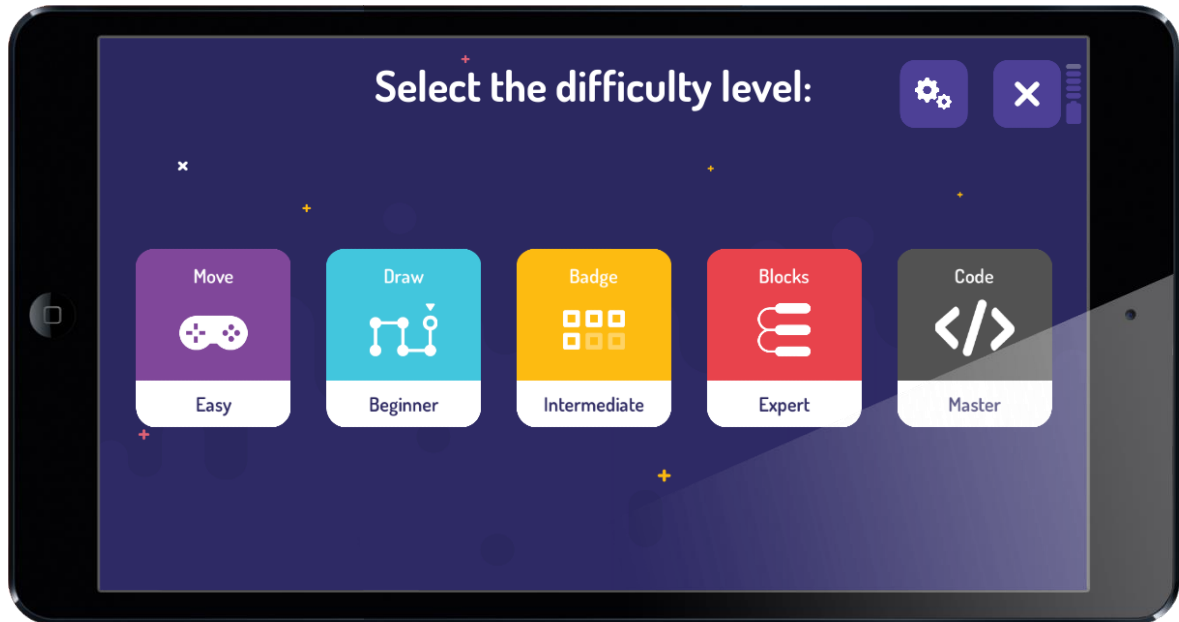 Select the difficulty level:
Move
Draw
Badge
Blocks
Code
Easy
Beginner
Intermediate
Expert
Master